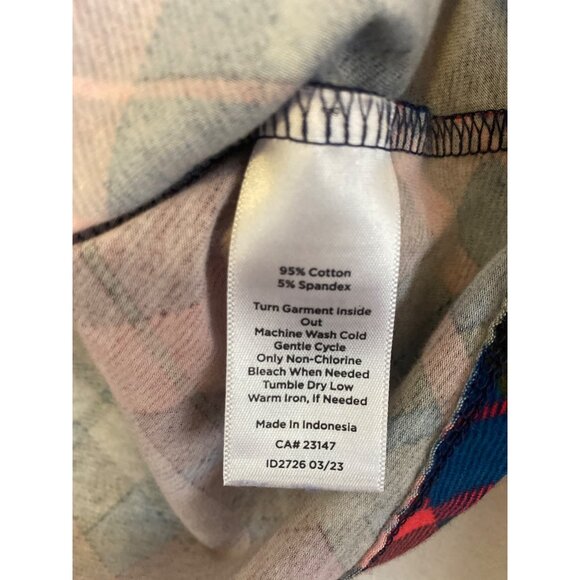 95% Cotton
5% Spandex
Turn Garment Inside
Out
Machine Wash Cold
Gentle Cycle
Only Non-Chlorine
Bleach When Needed
Tumble Dry Low
Warm Iron, If Needed
Made In Indonesia
CA# 23147
ID2726 03/23